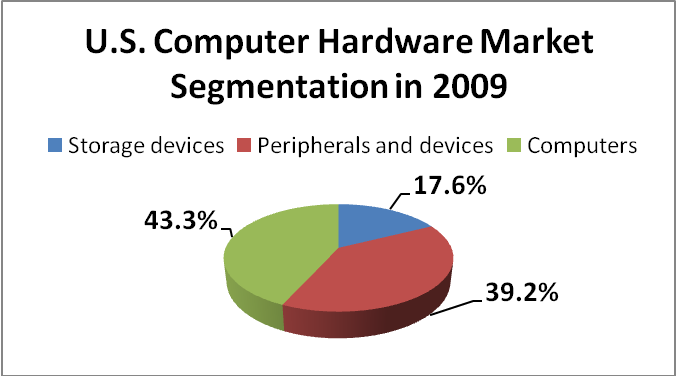 U.S. Computer Hardware Market
Segmentation in 2009
Storage devices Peripherals and devices Computers
17.6%
43.3%
39.2%